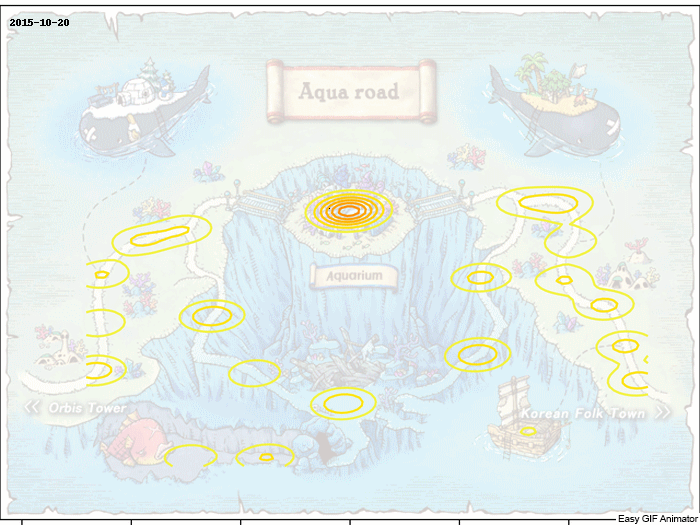 2015-10-20
Aqua road
Aquarium
<< Orbis Tower
Korean Folk Town >>
Easy GIF Animator